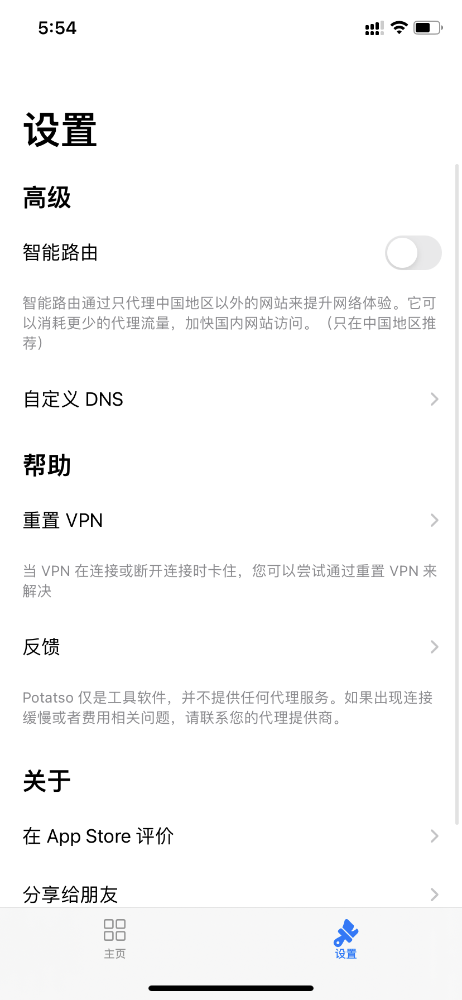 5:54
设置
高级
智能路由
智能路由通过只代理中国地区以外的网站来提升网络体验。它可
以消耗更少的代理流量，加快国内网站访问。（只在中国地区推
荐）
自定义 DNS
帮助
重置 VPN
当 VPN 在连接或断开连接时卡住，您可以尝试通过重置 VPN 来
解决
反馈
Potatso 仅是工具软件，并不提供任何代理服务。如果出现连接
缓慢或者费用相关问题，请联系您的代理提供商。
关于
在 App Store 评价
分享给朋友
主页
设置